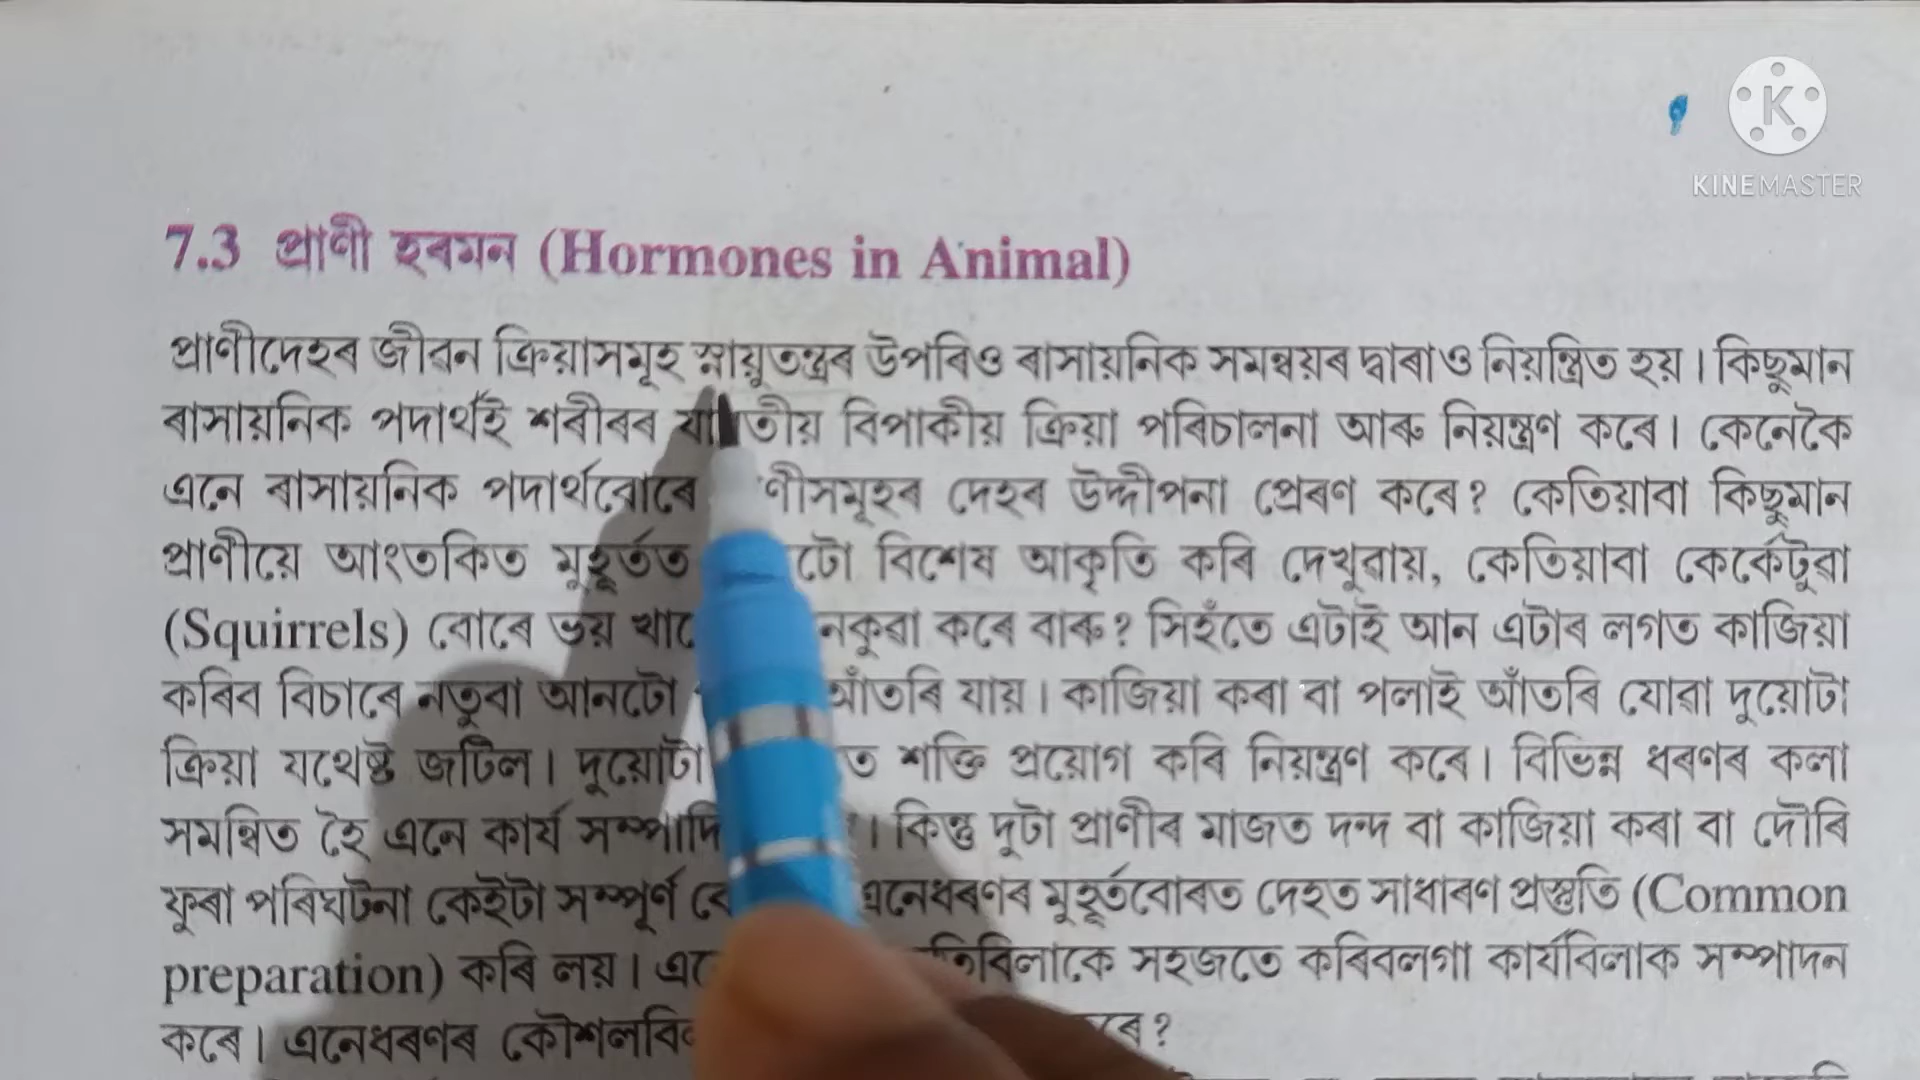 KINEMASTER
7.3 প্ৰাণী হৰমন (Hormones in Animal)
প্ৰাণীদেহৰ জীৱন ক্ৰিয়াসমূহ স্নায়ুতন্ত্ৰৰ উপৰিও ৰাসায়নিক সমন্বয়ৰ দ্বাৰাও নিয়ন্ত্ৰিত হয়। কিছুমান
ৰাসায়নিক পদাৰ্থই শৰীৰৰ বিপাকীয় ক্ৰিয়া পৰিচালনা আৰু নিয়ন্ত্ৰণ কৰে। কেনেকৈ
এনে ৰাসায়নিক পদাৰ্থবোৰে দেহৰ উদ্দীপনা প্ৰেৰণ কৰে? কেতিয়াবা কিছুমান
প্ৰাণীয়ে আংতকিত মুহূৰ্তত বিশেষ আকৃতি কৰি দেখুৱায়, কেতিয়াবা কেৰ্কেটুৱা
(Squirrels) বোৰে ভয় কৰে বাৰু? সিহঁতে এটাই আন এটাৰ লগত কাজিয়া
কৰিব বিচাৰে নতুবা আনটো আঁতৰি যায়। কাজিয়া কৰা বা পলাই আঁতৰি যোৱা দুয়োটা
ক্ৰিয়া যথেষ্ট জটিল। দুয়োটা শক্তি প্ৰয়োগ কৰি নিয়ন্ত্ৰণ কৰে। বিভিন্ন ধৰণৰ কলা
সমন্বিত হৈ এনে কাৰ্য । কিন্তু দুটা প্ৰাণীৰ মাজত দন্দ বা কাজিয়া কৰা বা দৌৰি
ফুৰা পৰিঘটনা কেইটা সম্পূৰ্ণ এনেধৰণৰ মুহূৰ্তবোৰত দেহত সাধাৰণ প্ৰস্তুতি (Common
preparation) কৰি লয়। সহজতে কৰিবলগা কাৰ্যবিলাক সম্পাদন
কৰে। এনেধৰণৰ